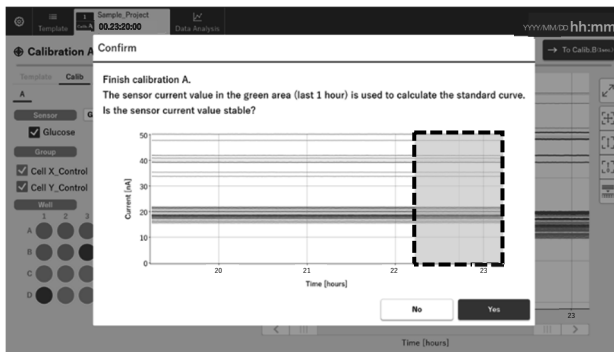 Sample_Project
00.23:20:00
Template
Data Analysis
YYYY/MM/DD hh:mm
Calibration A
Confirm
To Calib.B
Finish calibration A.
The sensor current value in the green area (last 1 hour) is used to calculate the standard curve.
Is the sensor current value stable?
Template Calib
A
Sensor G
Glucose
Group
Cell X_Control
Cell Y_Control
Well
1 2 3
A
B
C
D
Current [nA]
50
40
30
20
10
0
20 21 22 23
Time [hours]
No Yes
23
Time [hours]